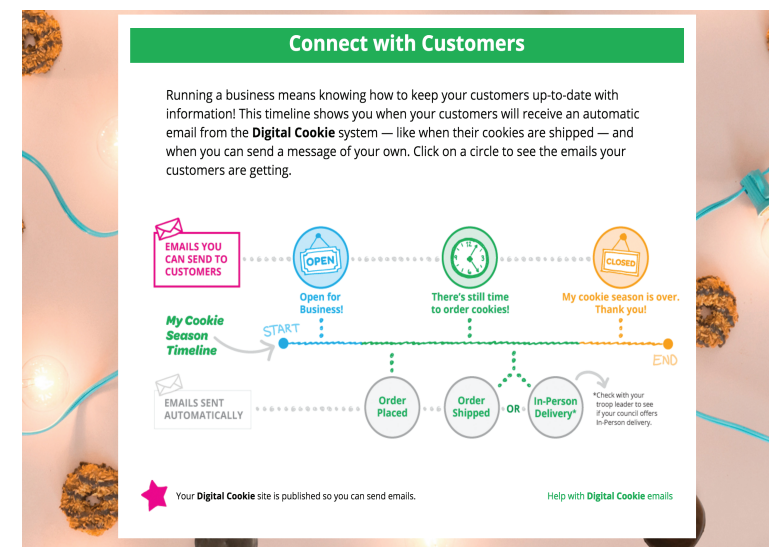 Connect with Customers
Running a business means knowing how to keep your customers up-to-date with
information! This timeline shows you when your customers will receive an automatic
email from the Digital Cookie system — like when their cookies are shipped — and
when you can send a message of your own. Click on a circle to see the emails your
customers are getting.
EMAILS YOU
CAN SEND TO
CUSTOMERS
OPEN
12
3
6
9
CLOSED
Open for
Business!
There's still time
to order cookies!
My cookie season is over.
Thank you!
My Cookie
Season
Timeline
START
END
EMAILS SENT
AUTOMATICALLY
Order
Placed
Order
Shipped
OR
In-Person
Delivery*
*Check with your
troop leader to see
if your council offers
In-Person delivery.
Your Digital Cookie site is published so you can send emails.
Help with Digital Cookie emails